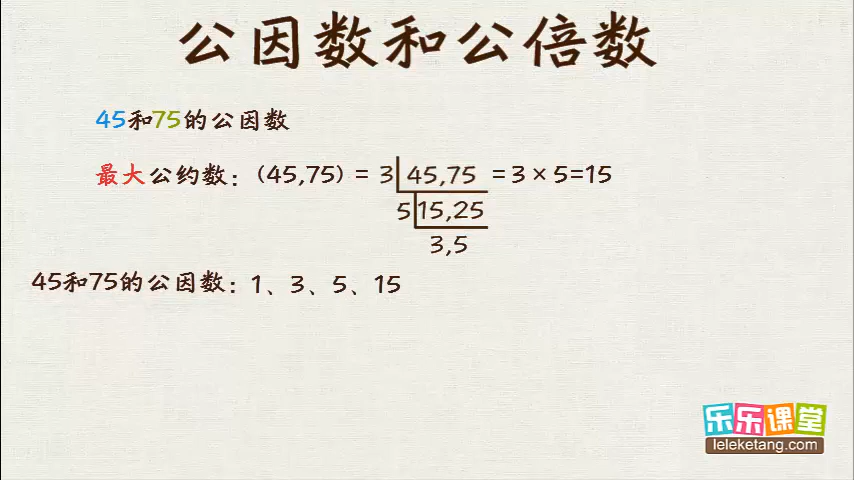 公因数和公倍数
45和75的公因数
最大公约数：(45,75) = 3 45,75 = 3 × 5=15
5 15,25
3,5
45和75的公因数：1、3、5、15
乐乐课堂
leleketang.com